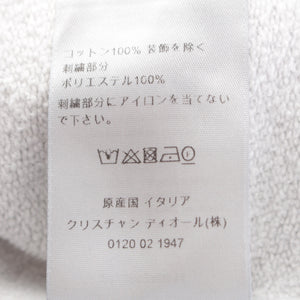 コットン100% 装飾を除く
刺繍部分
ポリエステル100%
刺繍部分にアイロンを当てない
で下さい。
原産国 イタリア
クリスチャン ディオール(株)
0120 02 1947